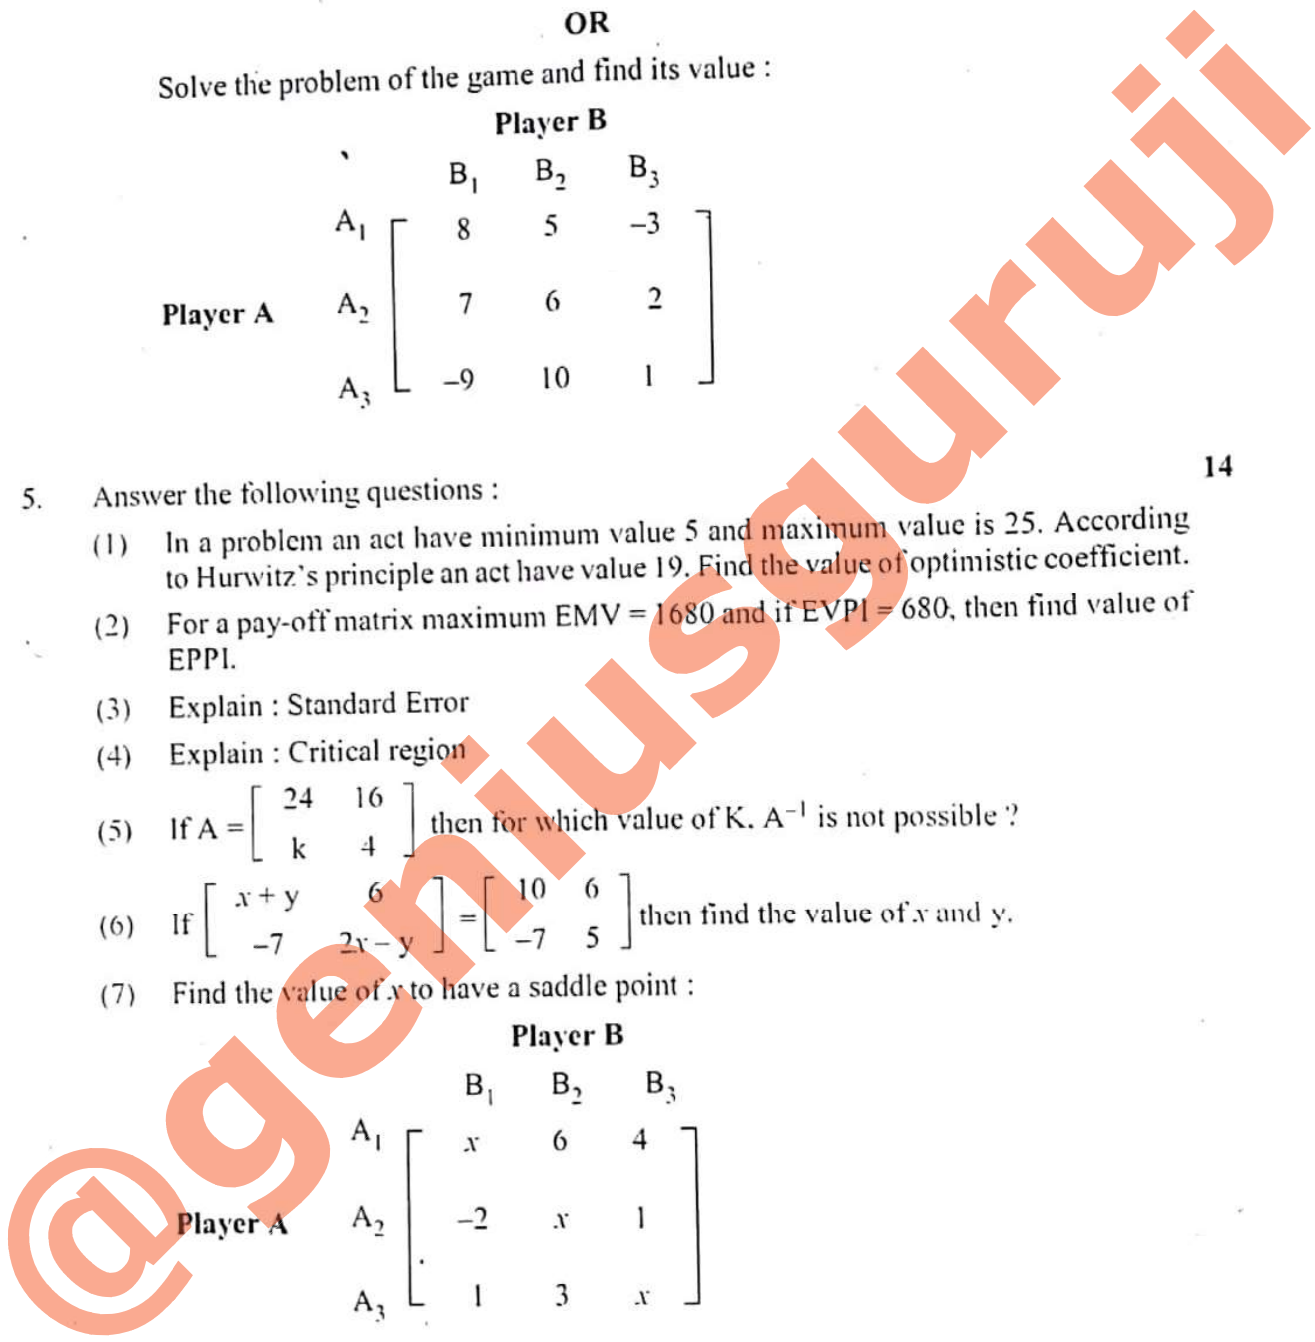 OR
Solve the problem of the game and find its value :
Player B
B1 B2 B3
A1 8 5 –3
Player A A2 7 6 2
A3 –9 10 1
5. Answer the following questions : 14
(1) In a problem an act have minimum value 5 and maximum value is 25. According
to Hurwitz's principle an act have value 19. Find the value of optimistic coefficient.
(2) For a pay-off matrix maximum EMV = 1680 and if EVPI = 680, then find value of
EPPI.
(3) Explain : Standard Error
(4) Explain : Critical region
(5) If A = [ 24 16
k 4 ] then for which value of K. A⁻¹ is not possible ?
(6) If [ x + y 6
–7 2x – y ] = [ 10 6
–7 5 ] then find the value of x and y.
(7) Find the value of x to have a saddle point :
Player B
B1 B2 B3
A1 x 6 4
Player A A2 –2 x 1
A3 1 3 x
@geniusguruji